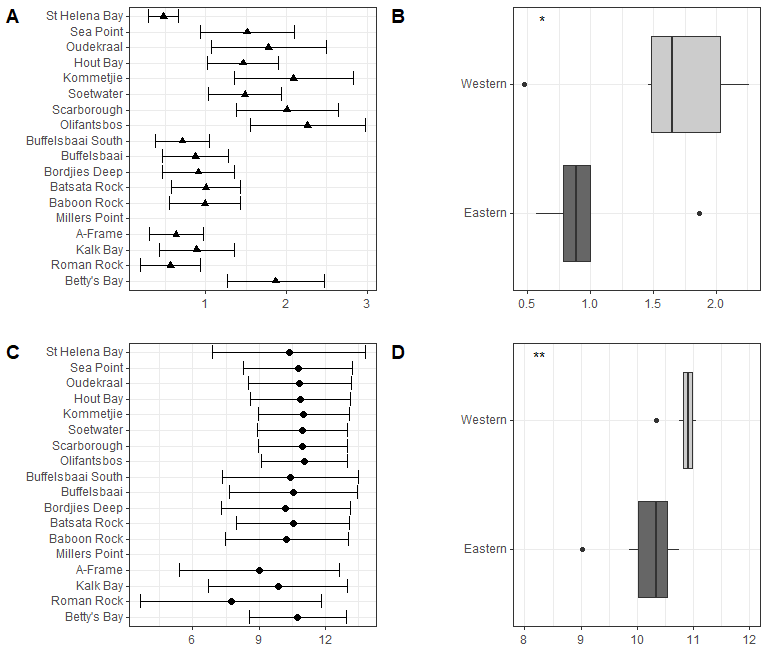 A
St Helena Bay
Sea Point
Oudekraal
Hout Bay
Kommetjie
Soetwater
Scarborough
Olifantsbos
Buffelsbaai South
Buffelsbaai
Bordjies Deep
Batsata Rock
Baboon Rock
Millers Point
A-Frame
Kalk Bay
Roman Rock
Betty's Bay
1 2 3
B
*
Western
Eastern
0.5 1.0 1.5 2.0
C
St Helena Bay
Sea Point
Oudekraal
Hout Bay
Kommetjie
Soetwater
Scarborough
Olifantsbos
Buffelsbaai South
Buffelsbaai
Bordjies Deep
Batsata Rock
Baboon Rock
Millers Point
A-Frame
Kalk Bay
Roman Rock
Betty's Bay
6 9 12
D
**
Western
Eastern
8 9 10 11 12